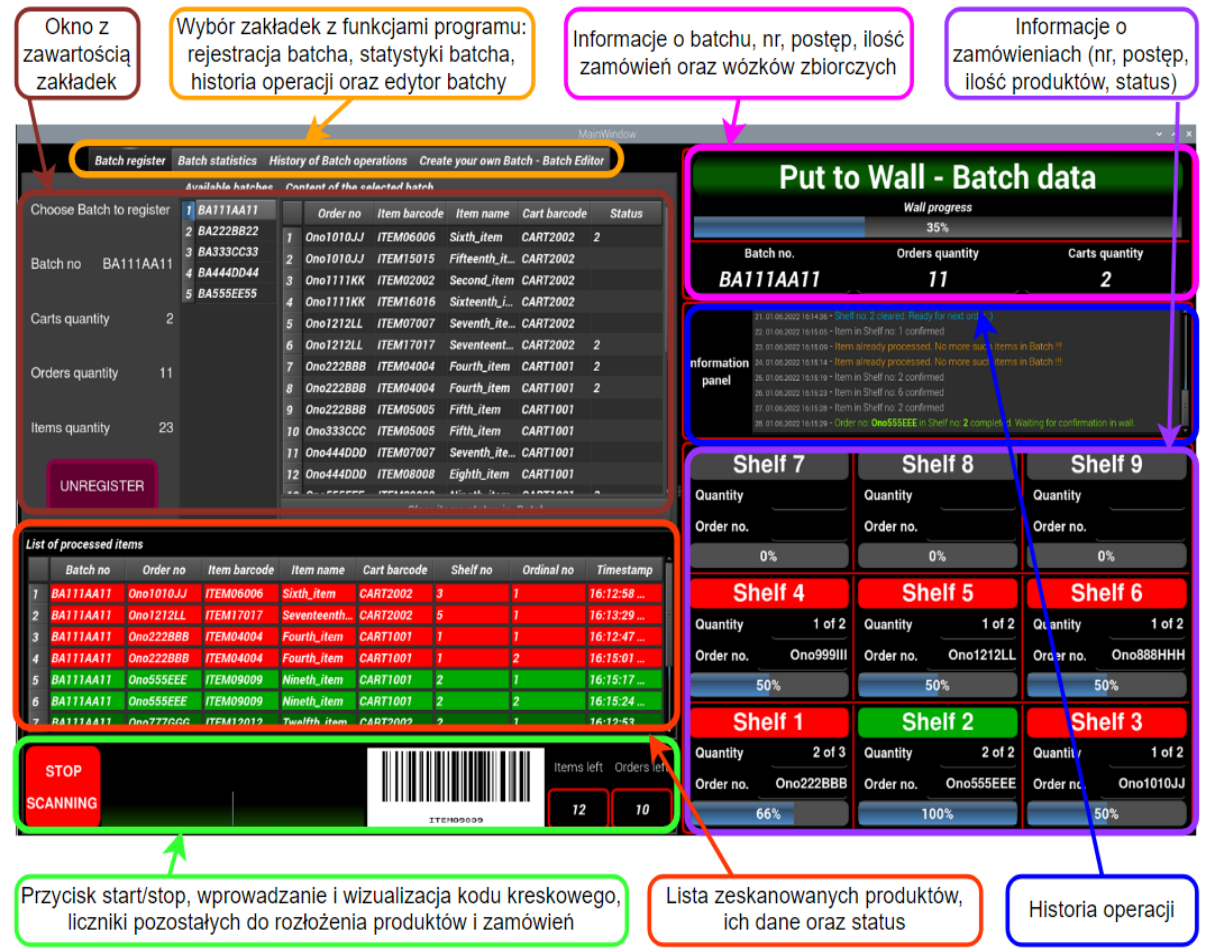 Okno z
zawartością
zakładek
Wybór zakładek z funkcjami programu:
rejestracja batcha, statystyki batcha,
historia operacji oraz edytor batchy
Informacje o batchu, nr, postęp, ilość
zamówień oraz wózków zbiorczych
Informacje o
zamówieniach (nr, postęp,
ilość produktów, status)
MainWindow
Batch register Batch statistics History of Batch operations Create your own Batch - Batch Editor
Available batches Content of the selected batch
Choose Batch to register
Batch no BA111AA11
Carts quantity 2
Orders quantity 11
Items quantity 23
UNREGISTER
1 BA111AA11
2 BA222BB22
3 BA333CC33
4 BA444DD44
5 BA555EE55
Order no Item barcode Item name Cart barcode Status
1 Ono1010JJ ITEM06006 Sixth_item CART2002 2
2 Ono1010JJ ITEM15015 Fifteenth_it... CART2002
3 Ono1111KK ITEM02002 Second_item CART2002
4 Ono1111KK ITEM16016 Sixteenth_i... CART2002
5 Ono1212LL ITEM07007 Seventh_ite... CART2002
6 Ono1212LL ITEM17017 Seventeent... CART2002 2
7 Ono222BBB ITEM04004 Fourth_item CART1001 2
8 Ono222BBB ITEM04004 Fourth_item CART1001 2
9 Ono222BBB ITEM05005 Fifth_item CART1001
10 Ono333CCC ITEM05005 Fifth_item CART1001
11 Ono444DDD ITEM07007 Seventh_ite... CART1001
12 Ono444DDD ITEM08008 Eighth_item CART1001
List of processed items
Batch no Order no Item barcode Item name Cart barcode Shelf no Ordinal no Timestamp
1 BA111AA11 Ono1010JJ ITEM06006 Sixth_item CART2002 3 1 16:12:58 ...
2 BA111AA11 Ono1212LL ITEM17017 Seventeenth... CART2002 5 1 16:13:29 ...
3 BA111AA11 Ono222BBB ITEM04004 Fourth_item CART1001 1 1 16:12:47 ...
4 BA111AA11 Ono222BBB ITEM04004 Fourth_item CART1001 1 2 16:15:01 ...
5 BA111AA11 Ono555EEE ITEM09009 Nineth_item CART1001 2 1 16:15:17 ...
6 BA111AA11 Ono555EEE ITEM09009 Nineth_item CART1001 2 2 16:15:24 ...
7 BA111AA11 Ono777GGG ITEM12012 Twelfth_item CART2002 2 1 16:12:53 ...
STOP
SCANNING
ITEM09009
Items left Orders left
12 10
Put to Wall - Batch data
Wall progress
35%
Batch no. Orders quantity Carts quantity
BA111AA11 11 2
nformation
panel
21. 01.06.2022 16:14:36 - Shelf no: 2 cleared. Ready for next ord :)
22. 01.06.2022 16:15:05 - Item in Shelf no: 1 confirmed
23. 01.06.2022 16:15:09 - Item already processed. No more such items in Batch !!!
24. 01.06.2022 16:15:14 - Item already processed. No more such items in Batch !!!
25. 01.06.2022 16:15:19 - Item in Shelf no: 2 confirmed
26. 01.06.2022 16:15:23 - Item in Shelf no: 6 confirmed
27. 01.06.2022 16:15:28 - Item in Shelf no: 2 confirmed
28. 01.06.2022 16:15:29 - Order no: Ono555EEE in Shelf no: 2 completed. Waiting for confirmation in wall.
Shelf 7 Shelf 8 Shelf 9
Quantity Quantity Quantity
Order no. Order no. Order no.
0% 0% 0%
Shelf 4 Shelf 5 Shelf 6
Quantity 1 of 2 Quantity 1 of 2 Quantity 1 of 2
Order no. Ono999III Order no. Ono1212LL Order no. Ono888HHH
50% 50% 50%
Shelf 1 Shelf 2 Shelf 3
Quantity 2 of 3 Quantity 2 of 2 Quantity 1 of 2
Order no. Ono222BBB Order no. Ono555EEE Order no. Ono1010JJ
66% 100% 50%
Przycisk start/stop, wprowadzanie i wizualizacja kodu kreskowego,
liczniki pozostałych do rozłożenia produktów i zamówień
Lista zeskanowanych produktów,
ich dane oraz status
Historia operacji